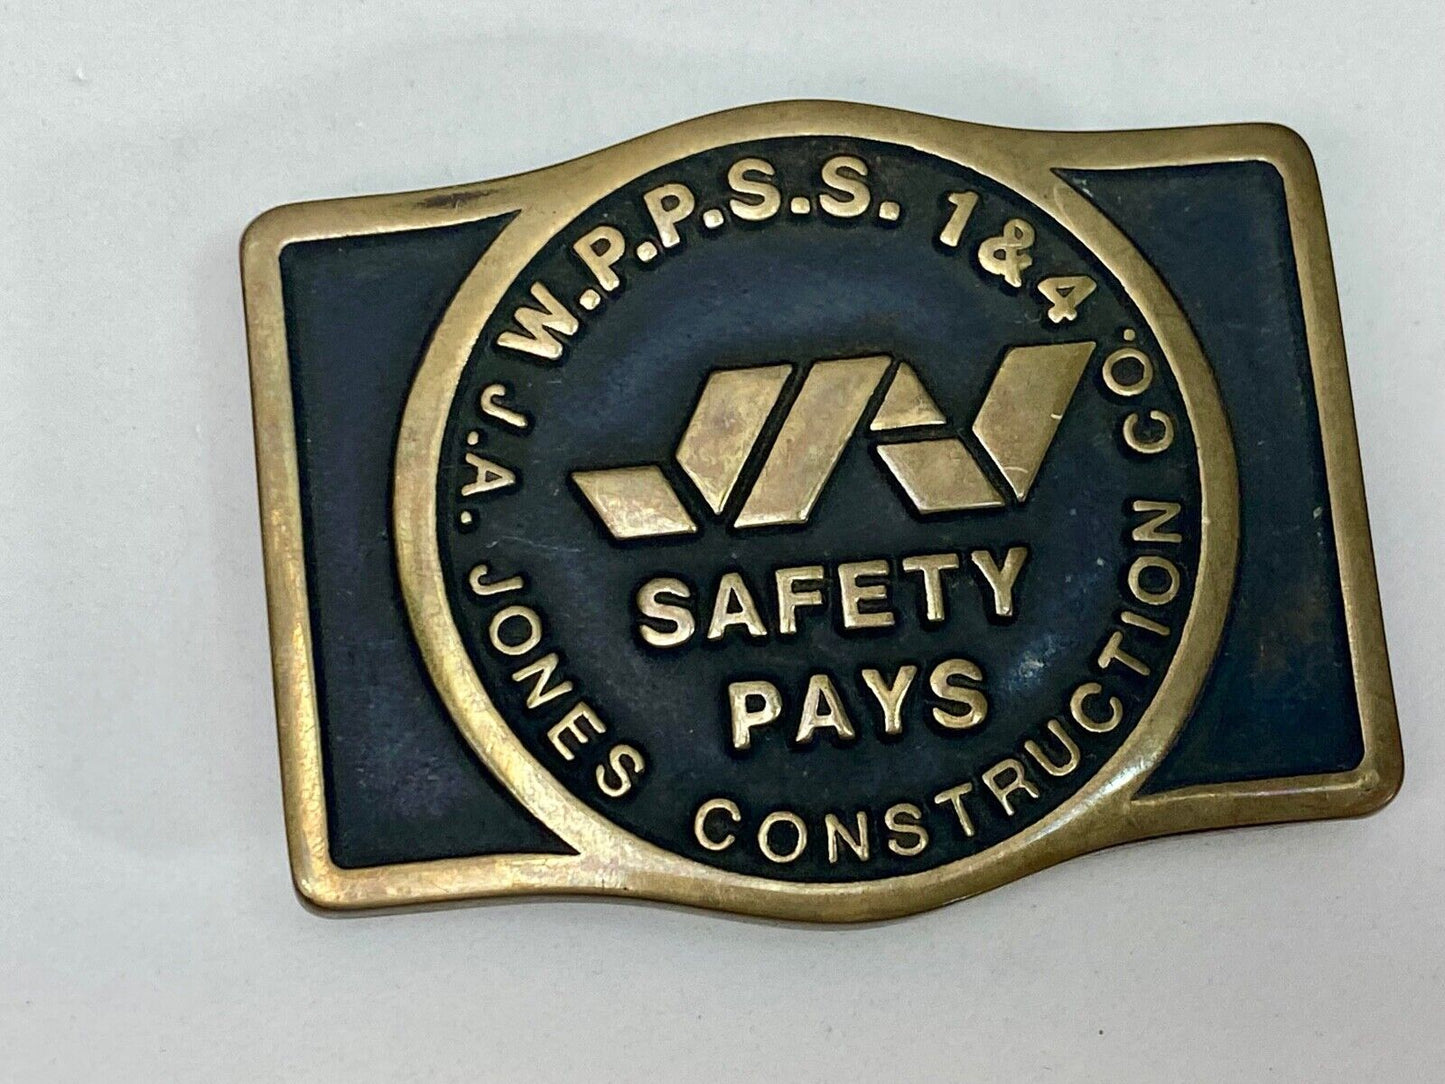 W.P.P.S.S. 1&4
SAFETY
PAYS
J.A. JONES CONSTRUCTION CO.